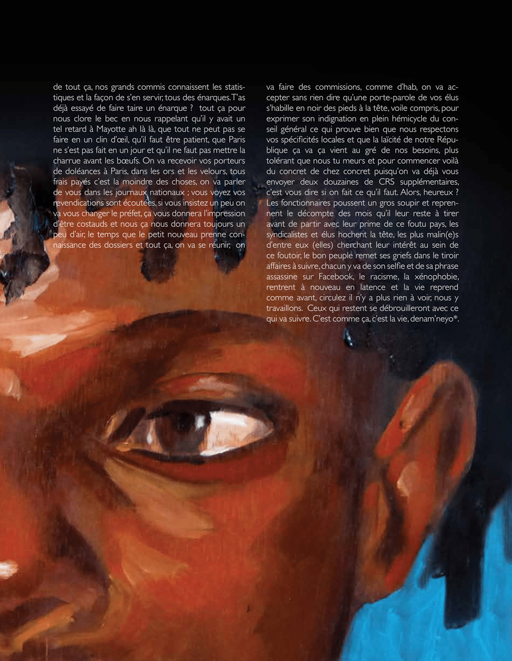 de tout ça, nos grands commis connaissent les statis-
tiques et la façon de s'en servir, tous des énarques. T'as
déjà essayé de faire taire un énarque ? tout ça pour
nous clore le bec en nous rappelant qu'il y avait un
tel retard à Mayotte ah là là, que tout ne peut pas se
faire en un clin d'œil, qu'il faut être patient, que Paris
ne s'est pas fait en un jour et qu'il ne faut pas mettre la
charrue avant les bœufs. On va recevoir vos porteurs
de doléances à Paris, dans les ors et les velours, tous
frais payés c'est la moindre des choses, on va parler
de vous dans les journaux nationaux ; vous voyez vos
revendications sont écoutées, si vous insistez un peu on
va vous changer le préfet, ça vous donnera l'impression
d'être costauds et nous ça nous donnera toujours un
peu d'air, le temps que le petit nouveau prenne con-
naissance des dossiers et tout ça, on va se réunir, on
va faire des commissions, comme d'hab, on va ac-
cepter sans rien dire qu'une porte-parole de vos élus
s'habille en noir des pieds à la tête, voile compris, pour
exprimer son indignation en plein hémicycle du con-
seil général ce qui prouve bien que nous respectons
vos spécificités locales et que la laïcité de notre Répu-
blique ça va ça vient au gré de nos besoins, plus
tolérant que nous tu meurs et pour commencer voilà
du concret de chez concret puisqu'on va déjà vous
envoyer deux douzaines de CRS supplémentaires,
c'est vous dire si on fait ce qu'il faut. Alors, heureux ?
Les fonctionnaires poussent un gros soupir et repren-
nent le décompte des mois qu'il leur reste à tirer
avant de partir avec leur prime de ce foutu pays, les
syndicalistes et élus hochent la tête, les plus malin(e)s
d'entre eux (elles) cherchant leur intérêt au sein de
ce foutoir, le bon peuple remet ses griefs dans le tiroir
affaires à suivre, chacun y va de son selfie et de sa phrase
assassine sur Facebook, le racisme, la xénophobie,
rentrent à nouveau en latence et la vie reprend
comme avant, circulez il n'y a plus rien à voir, nous y
travaillons. Ceux qui restent se débrouilleront avec ce
qui va suivre. C'est comme ça, c'est la vie, denam'neyo*.